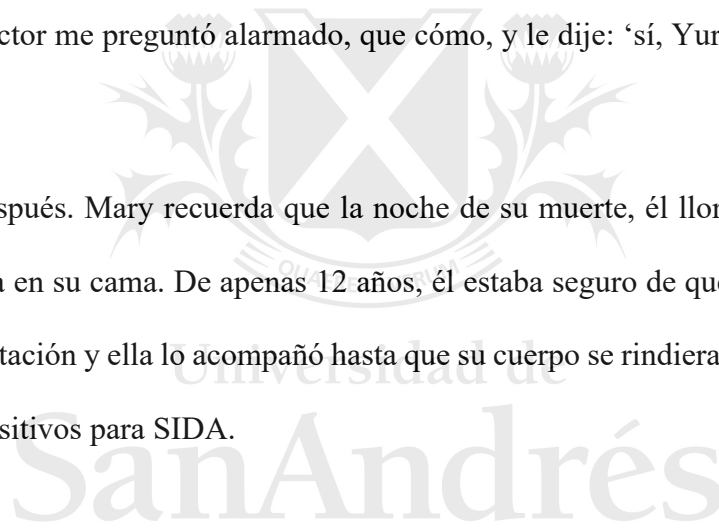 ctor me preguntó alarmado, que cómo, y le dije: ‘sí, Yur
spués. Mary recuerda que la noche de su muerte, él llor
a en su cama. De apenas 12 años, él estaba seguro de que
QUAERERE VERUM
tación y ella lo acompañó hasta que su cuerpo se rindiera
Universidad de
sitivos para SIDA.
SanAndrés